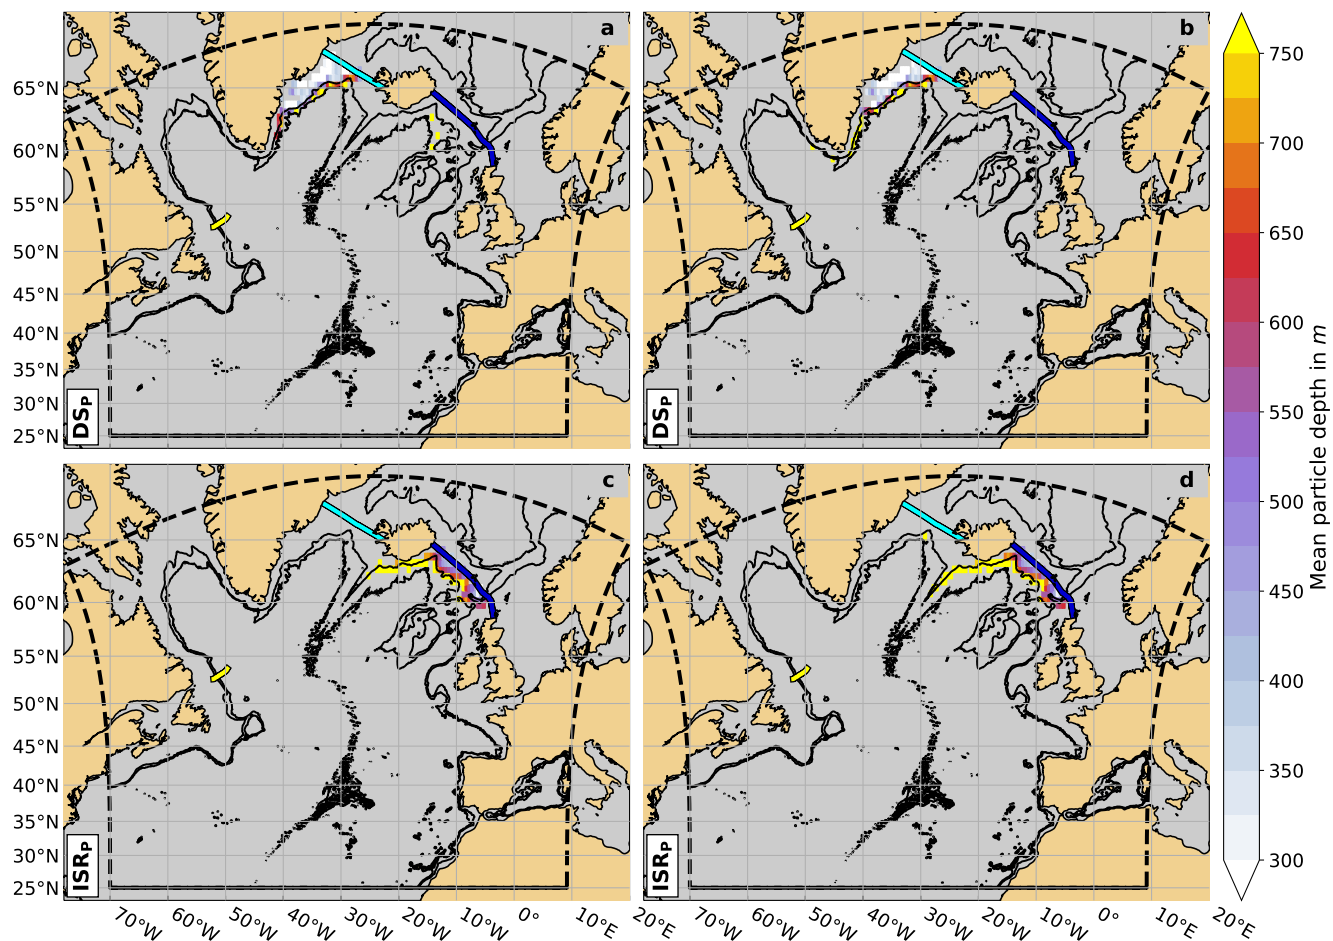 a
b
65°N
60°N
55°N
50°N
45°N
40°N
35°N
30°N
25°N
DSP
DSP
c
d
65°N
60°N
55°N
50°N
45°N
40°N
35°N
30°N
25°N
ISRP
ISRP
70°W 60°W 50°W 40°W 30°W 20°W 10°W 0° 10°E 20°E
70°W 60°W 50°W 40°W 30°W 20°W 10°W 0° 10°E 20°E
750
700
650
600
550
500
450
400
350
300
Mean particle depth in m